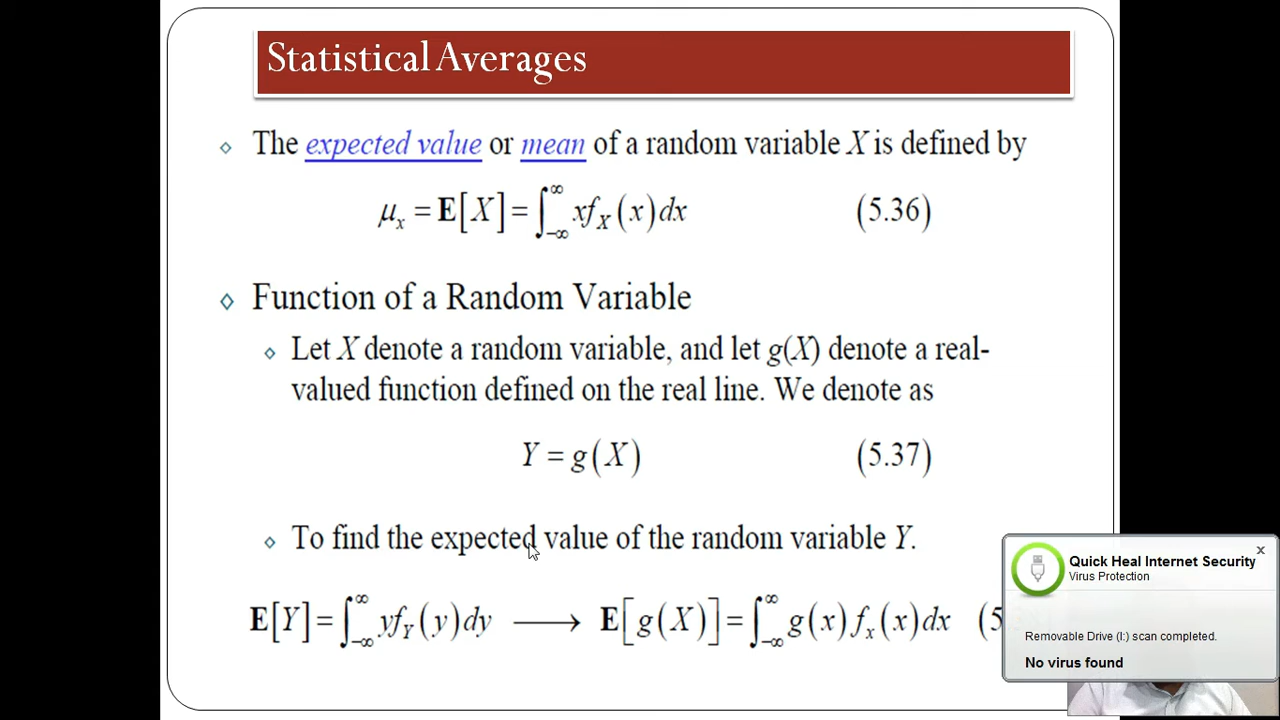 Statistical Averages
The expected value or mean of a random variable X is defined by
μx = E[X] = ∫_{-∞}^{∞} xfX(x)dx (5.36)
Function of a Random Variable
Let X denote a random variable, and let g(X) denote a real-
valued function defined on the real line. We denote as
Y = g(X) (5.37)
To find the expected value of the random variable Y.
E[Y] = ∫_{-∞}^{∞} yfY(y)dy ⟶ E[g(X)] = ∫_{-∞}^{∞} g(x)fx(x)dx (5
Quick Heal Internet Security x
Virus Protection
Removable Drive (I:) scan completed.
No virus found